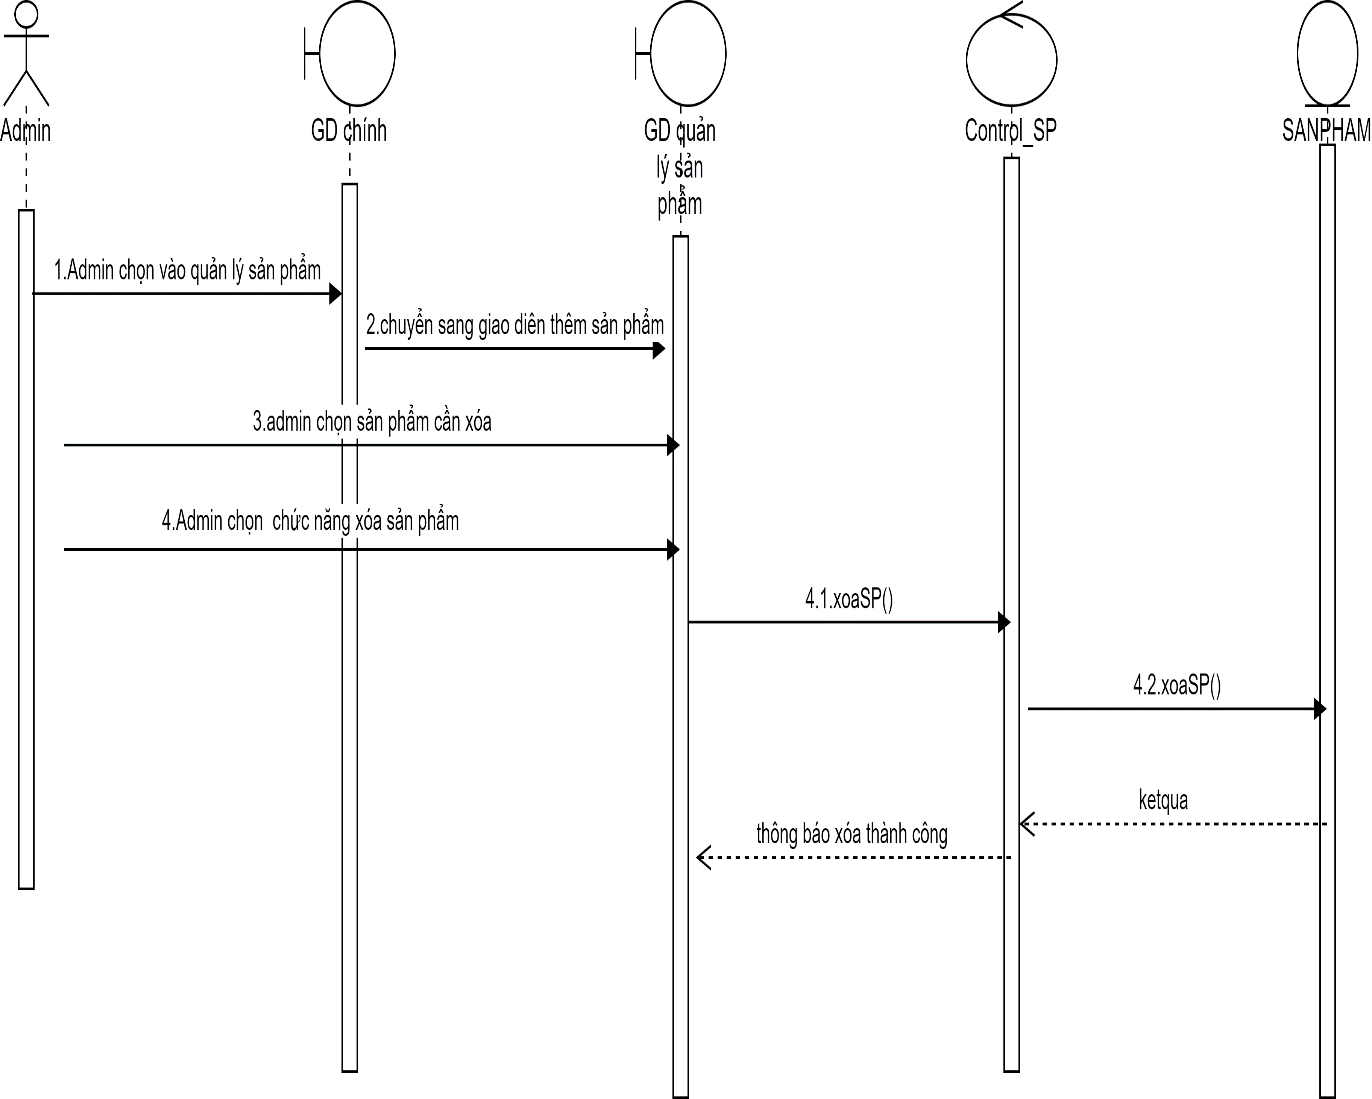 Admin
GD chính
GD quản
lý sản
phẩm
Control_SP
SANPHAM
1.Admin chọn vào quản lý sản phẩm
2.chuyển sang giao diên thêm sản phẩm
3.admin chọn sản phẩm cần xóa
4.Admin chọn  chức năng xóa sản phẩm
4.1.xoaSP()
4.2.xoaSP()
ketqua
thông báo xóa thành công